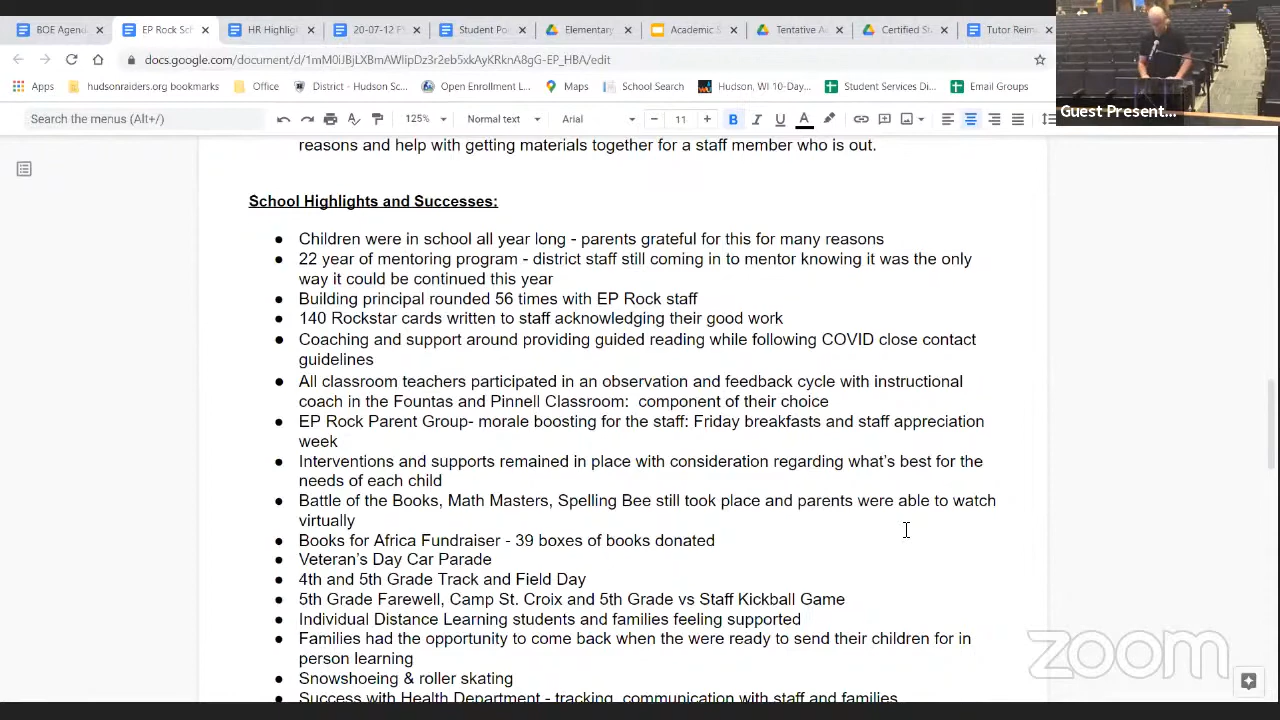 BOE Agend
EP Rock Sch
HR Highligh
Studen
Elementary
Academic S
Technol
Certified S
Tutor Reim
docs.google.com/document/d/
/edit
Apps
hudsonraiders.org bookmarks
Office
District - Hudson Sc...
Open Enrollment L...
Maps
School Search
Hudson, WI 10-Day...
Student Services Di...
Email Groups
Guest Present...
Search the menus (Alt+/)
125%
Normal text
Arial
11
B
I
U
A
reasons and help with getting materials together for a staff member who is out.
School Highlights and Successes:
● Children were in school all year long - parents grateful for this for many reasons
● 22 year of mentoring program - district staff still coming in to mentor knowing it was the only
way it could be continued this year
● Building principal rounded 56 times with EP Rock staff
● 140 Rockstar cards written to staff acknowledging their good work
● Coaching and support around providing guided reading while following COVID close contact
guidelines
● All classroom teachers participated in an observation and feedback cycle with instructional
coach in the Fountas and Pinnell Classroom: component of their choice
● EP Rock Parent Group- morale boosting for the staff: Friday breakfasts and staff appreciation
week
● Interventions and supports remained in place with consideration regarding what's best for the
needs of each child
● Battle of the Books, Math Masters, Spelling Bee still took place and parents were able to watch
virtually
● Books for Africa Fundraiser - 39 boxes of books donated
● Veteran's Day Car Parade
● 4th and 5th Grade Track and Field Day
● 5th Grade Farewell, Camp St. Croix and 5th Grade vs Staff Kickball Game
● Individual Distance Learning students and families feeling supported
● Families had the opportunity to come back when the were ready to send their children for in
person learning
● Snowshoeing & roller skating
● Success with Health Department - tracking, communication with staff and families
zoom